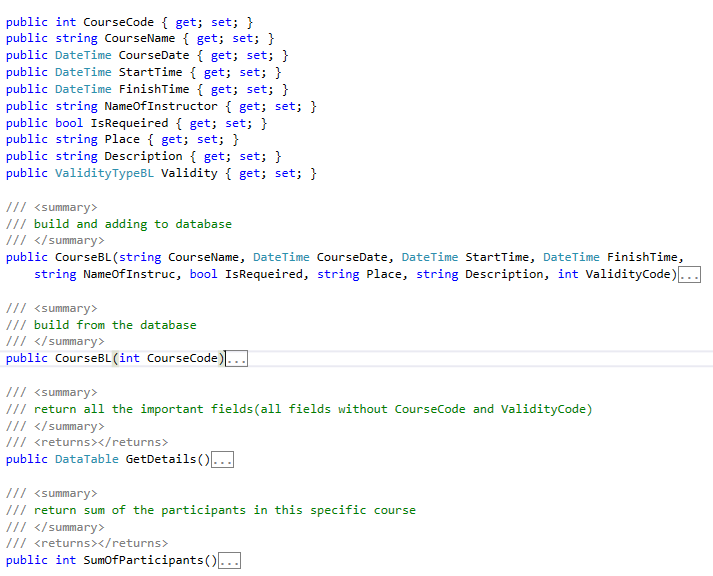 public int CourseCode { get; set; }
public string CourseName { get; set; }
public DateTime CourseDate { get; set; }
public DateTime StartTime { get; set; }
public DateTime FinishTime { get; set; }
public string NameOfInstructor { get; set; }
public bool IsRequeired { get; set; }
public string Place { get; set; }
public string Description { get; set; }
public ValidityTypeBL Validity { get; set; }
/// <summary>
/// build and adding to database
/// </summary>
public CourseBL(string CourseName, DateTime CourseDate, DateTime StartTime, DateTime FinishTime,
string NameOfInstruc, bool IsRequeired, string Place, string Description, int ValidityCode)...
/// <summary>
/// build from the database
/// </summary>
public CourseBL(int CourseCode)...
/// <summary>
/// return all the important fields(all fields without CourseCode and ValidityCode)
/// </summary>
/// <returns></returns>
public DataTable GetDetails()...
/// <summary>
/// return sum of the participants in this specific course
/// </summary>
/// <returns></returns>
public int SumOfParticipants()...